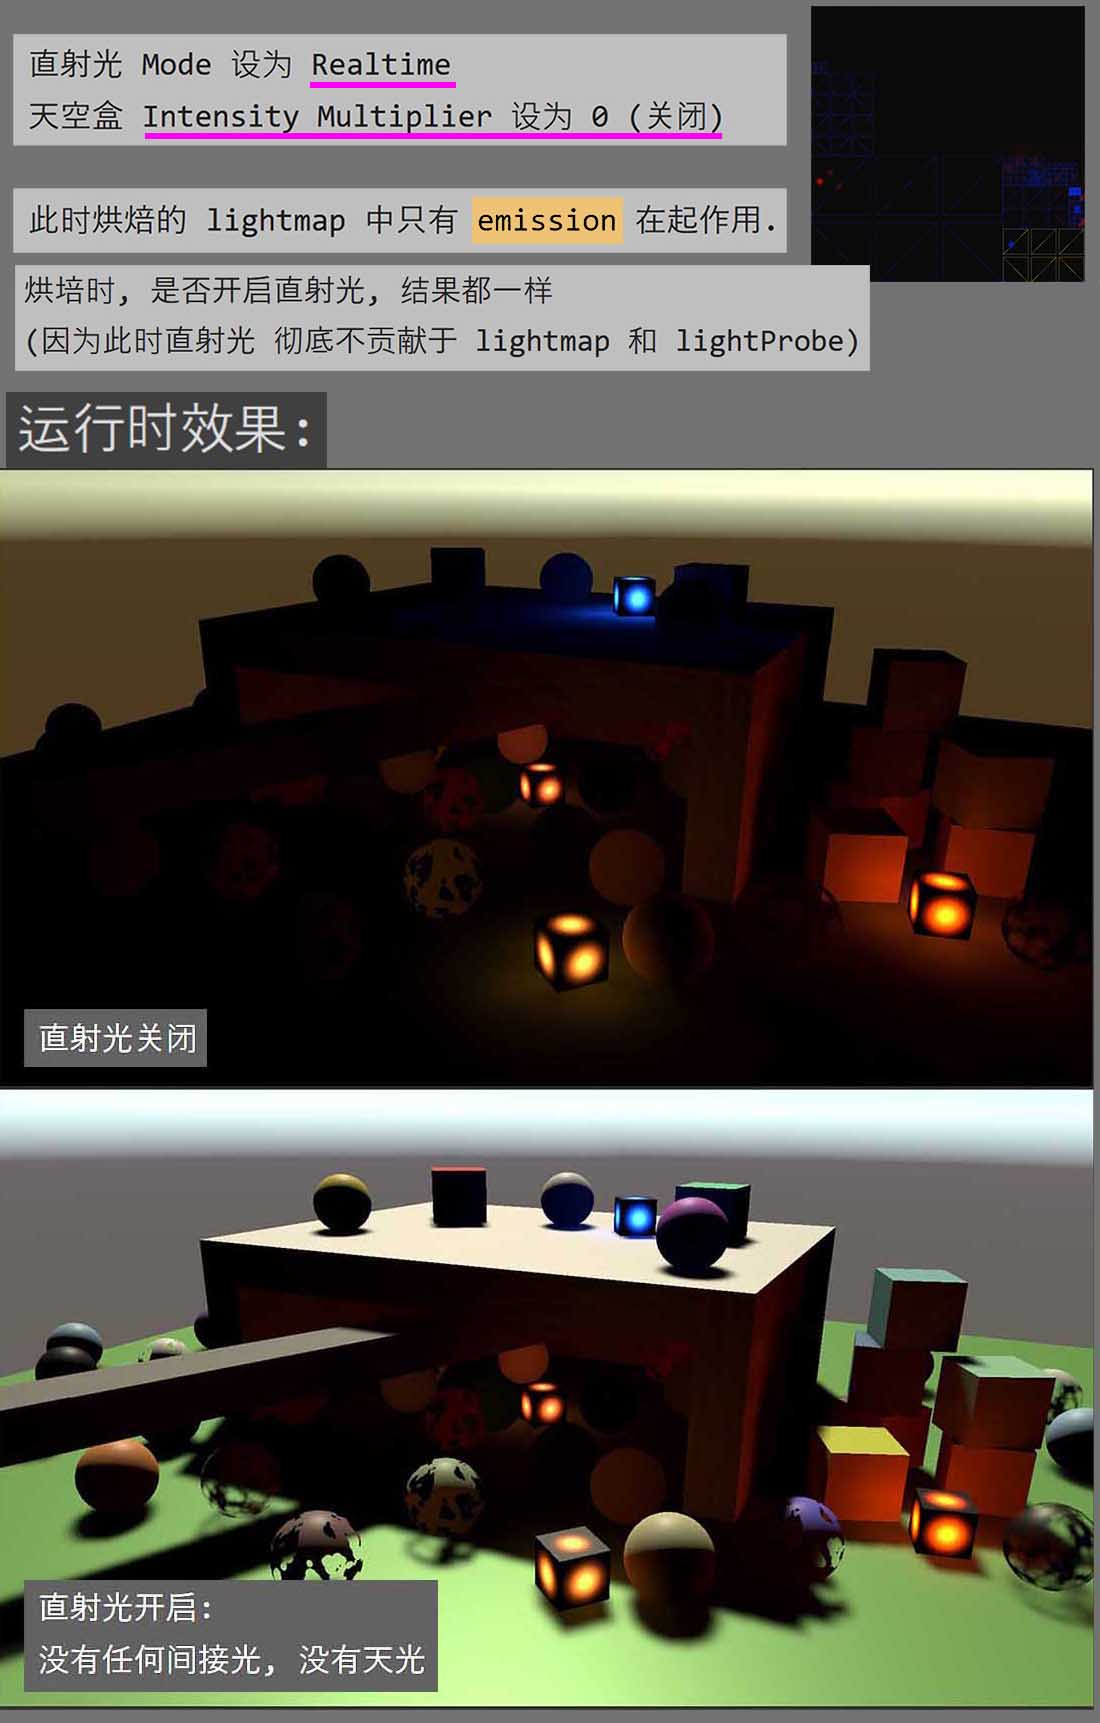 直射光 Mode 设为 Realtime
天空盒 Intensity Multiplier 设为 0 (关闭)
此时烘焙的 lightmap 中只有 emission 在起作用.
烘培时, 是否开启直射光, 结果都一样
(因为此时直射光 彻底不贡献于 lightmap 和 lightProbe)
运行时效果:
直射光关闭
直射光开启:
没有任何间接光, 没有天光